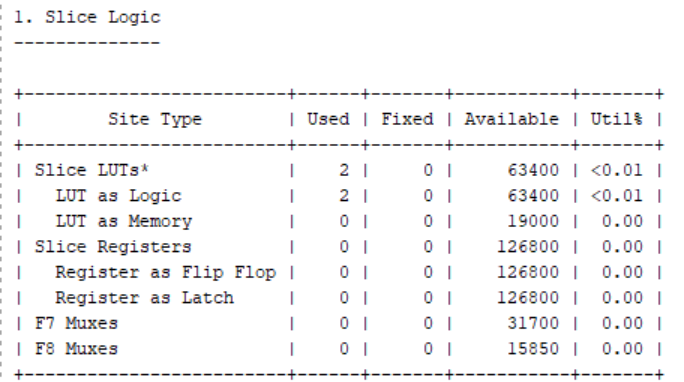 1. Slice Logic
--------------
+--------------------------+------+-------+-----------+-------+
|         Site Type        | Used | Fixed | Available | Util% |
+--------------------------+------+-------+-----------+-------+
| Slice LUTs*              |    2 |     0 |     63400 | <0.01 |
|   LUT as Logic           |    2 |     0 |     63400 | <0.01 |
|   LUT as Memory          |    0 |     0 |     19000 |  0.00 |
| Slice Registers          |    0 |     0 |    126800 |  0.00 |
|   Register as Flip Flop  |    0 |     0 |    126800 |  0.00 |
|   Register as Latch      |    0 |     0 |    126800 |  0.00 |
| F7 Muxes                 |    0 |     0 |     31700 |  0.00 |
| F8 Muxes                 |    0 |     0 |     15850 |  0.00 |
+--------------------------+------+-------+-----------+-------+